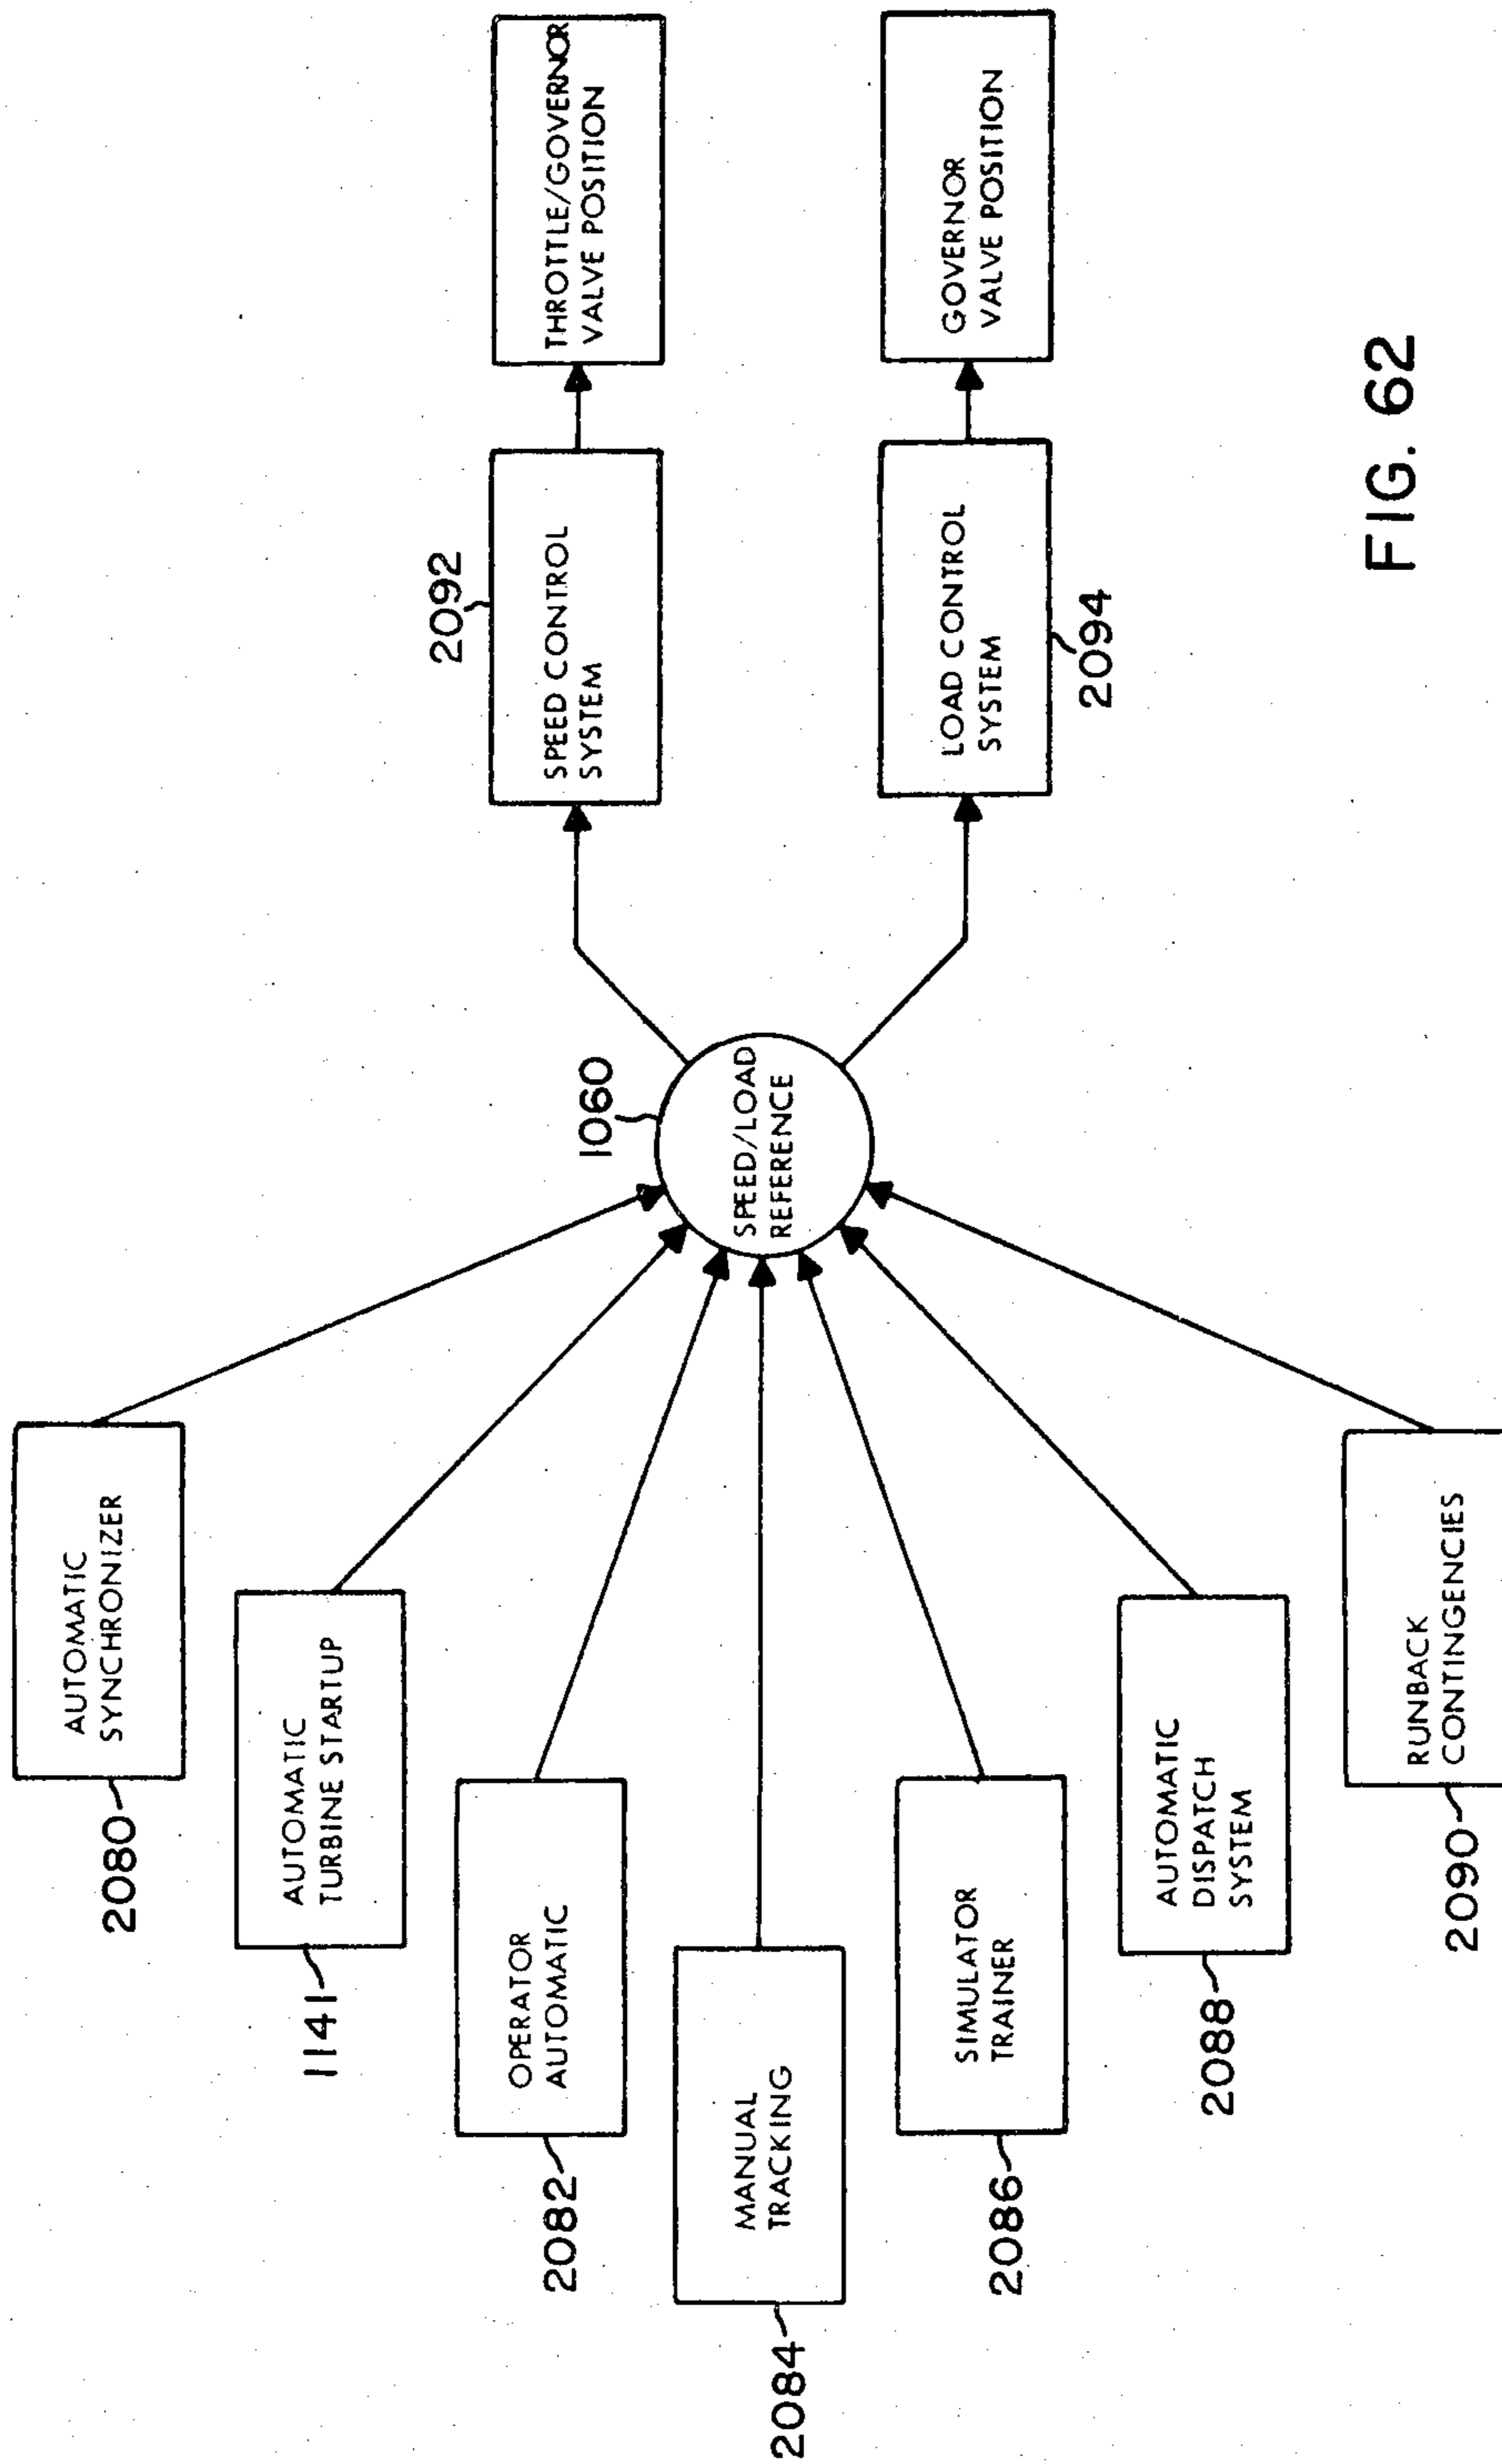 2080
AUTOMATIC
SYNCHRONIZER
1141
AUTOMATIC
TURBINE STARTUP
2082
OPERATOR
AUTOMATIC
2084
MANUAL
TRACKING
2086
SIMULATOR
TRAINER
2088
AUTOMATIC
DISPATCH
SYSTEM
2090
RUNBACK
CONTINGENCIES
1060
SPEED/LOAD
REFERENCE
2092
SPEED CONTROL
SYSTEM
THROTTLE/GOVERNOR
VALVE POSITION
LOAD CONTROL
SYSTEM
2094
GOVERNOR
VALVE POSITION
FIG. 62